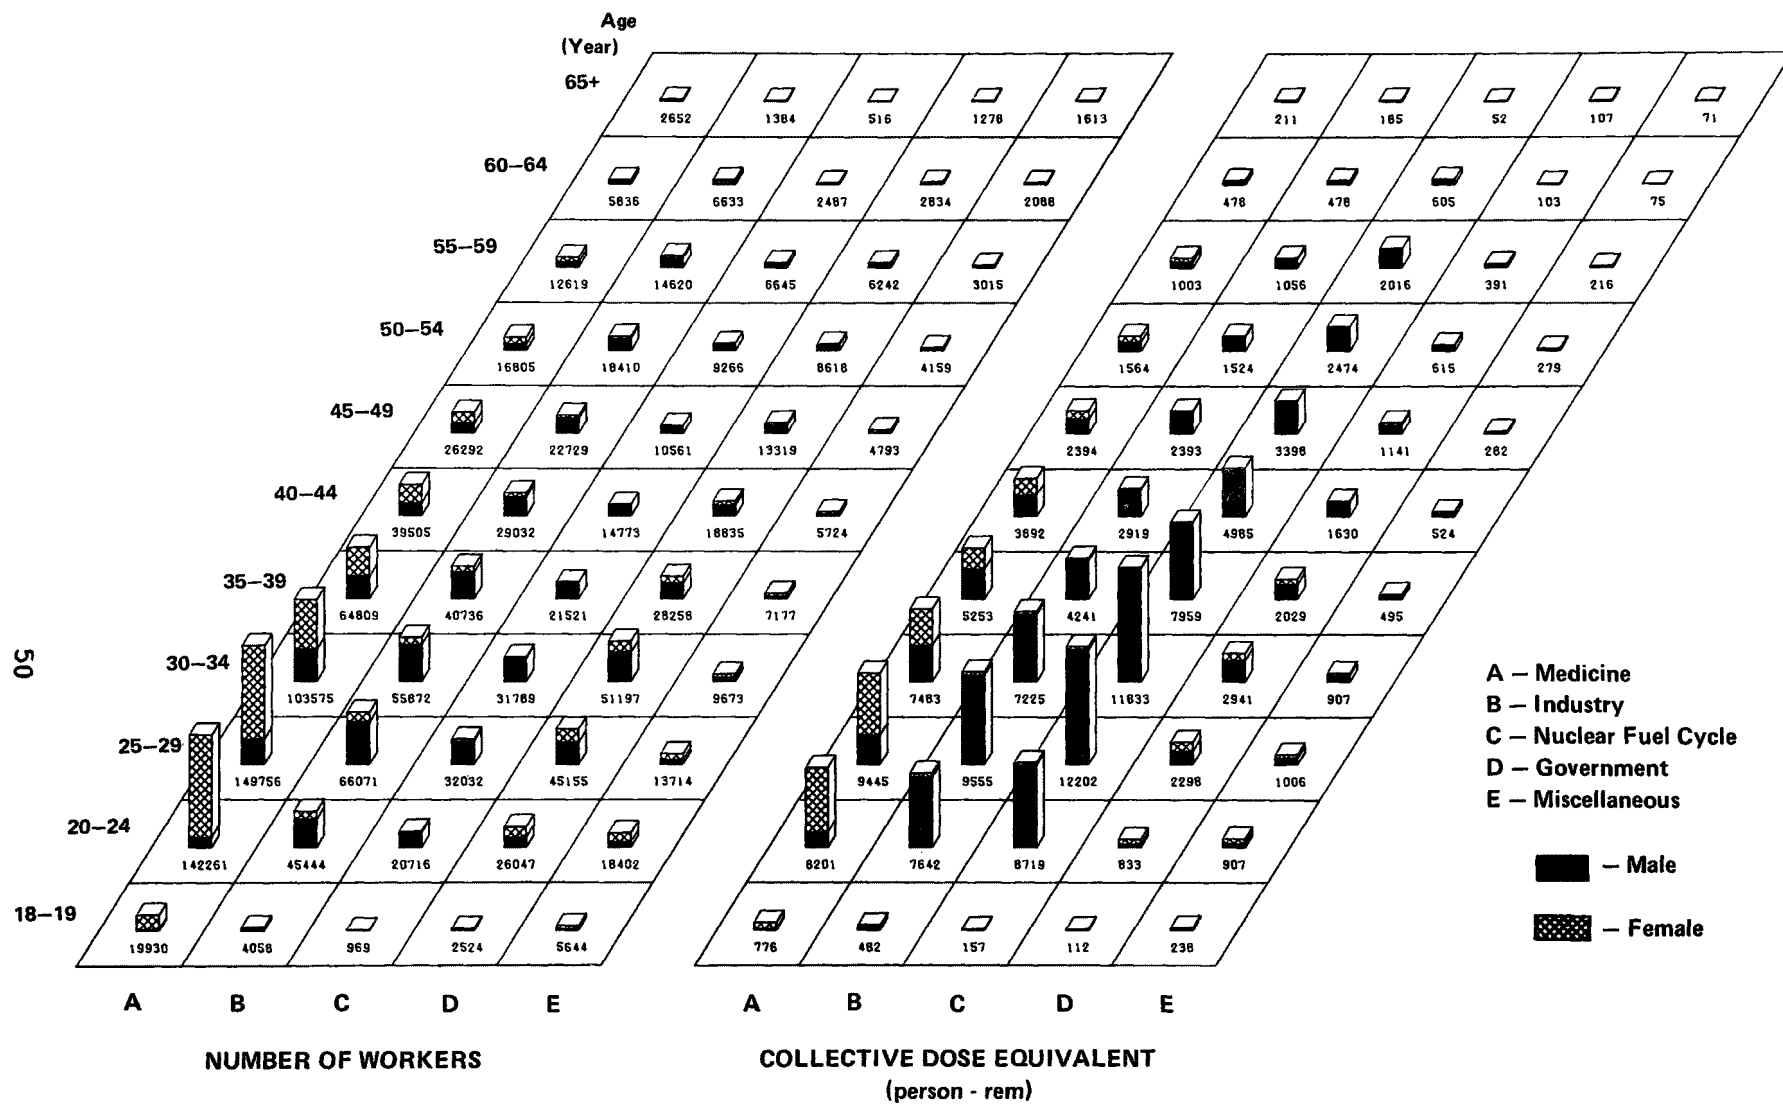 Age
(Year)
65+
2652 1384 516 1278 1613
211 185 52 107 71
60–64
5836 6633 2487 2834 2088
478 478 605 103 75
55–59
12619 14620 6645 6242 3015
1003 1056 2016 391 216
50–54
16805 18410 9266 8618 4159
1564 1524 2474 615 279
45–49
26292 22729 10561 13319 4793
2394 2393 3398 1141 282
40–44
39505 29032 14773 18835 5724
3892 2919 4985 1630 524
35–39
64809 40736 21521 28258 7177
5253 4241 7959 2029 495
30–34
103575 55872 31789 51197 9673
7483 7225 11833 2941 907
25–29
149756 66071 32032 45155 13714
9445 9555 12202 2298 1006
20–24
142261 45444 20716 26047 18402
8201 7642 8719 833 907
18–19
19930 4058 969 2524 5644
776 482 157 112 238
A B C D E
A B C D E
NUMBER OF WORKERS
COLLECTIVE DOSE EQUIVALENT
(person - rem)
A – Medicine
B – Industry
C – Nuclear Fuel Cycle
D – Government
E – Miscellaneous
– Male
– Female
50